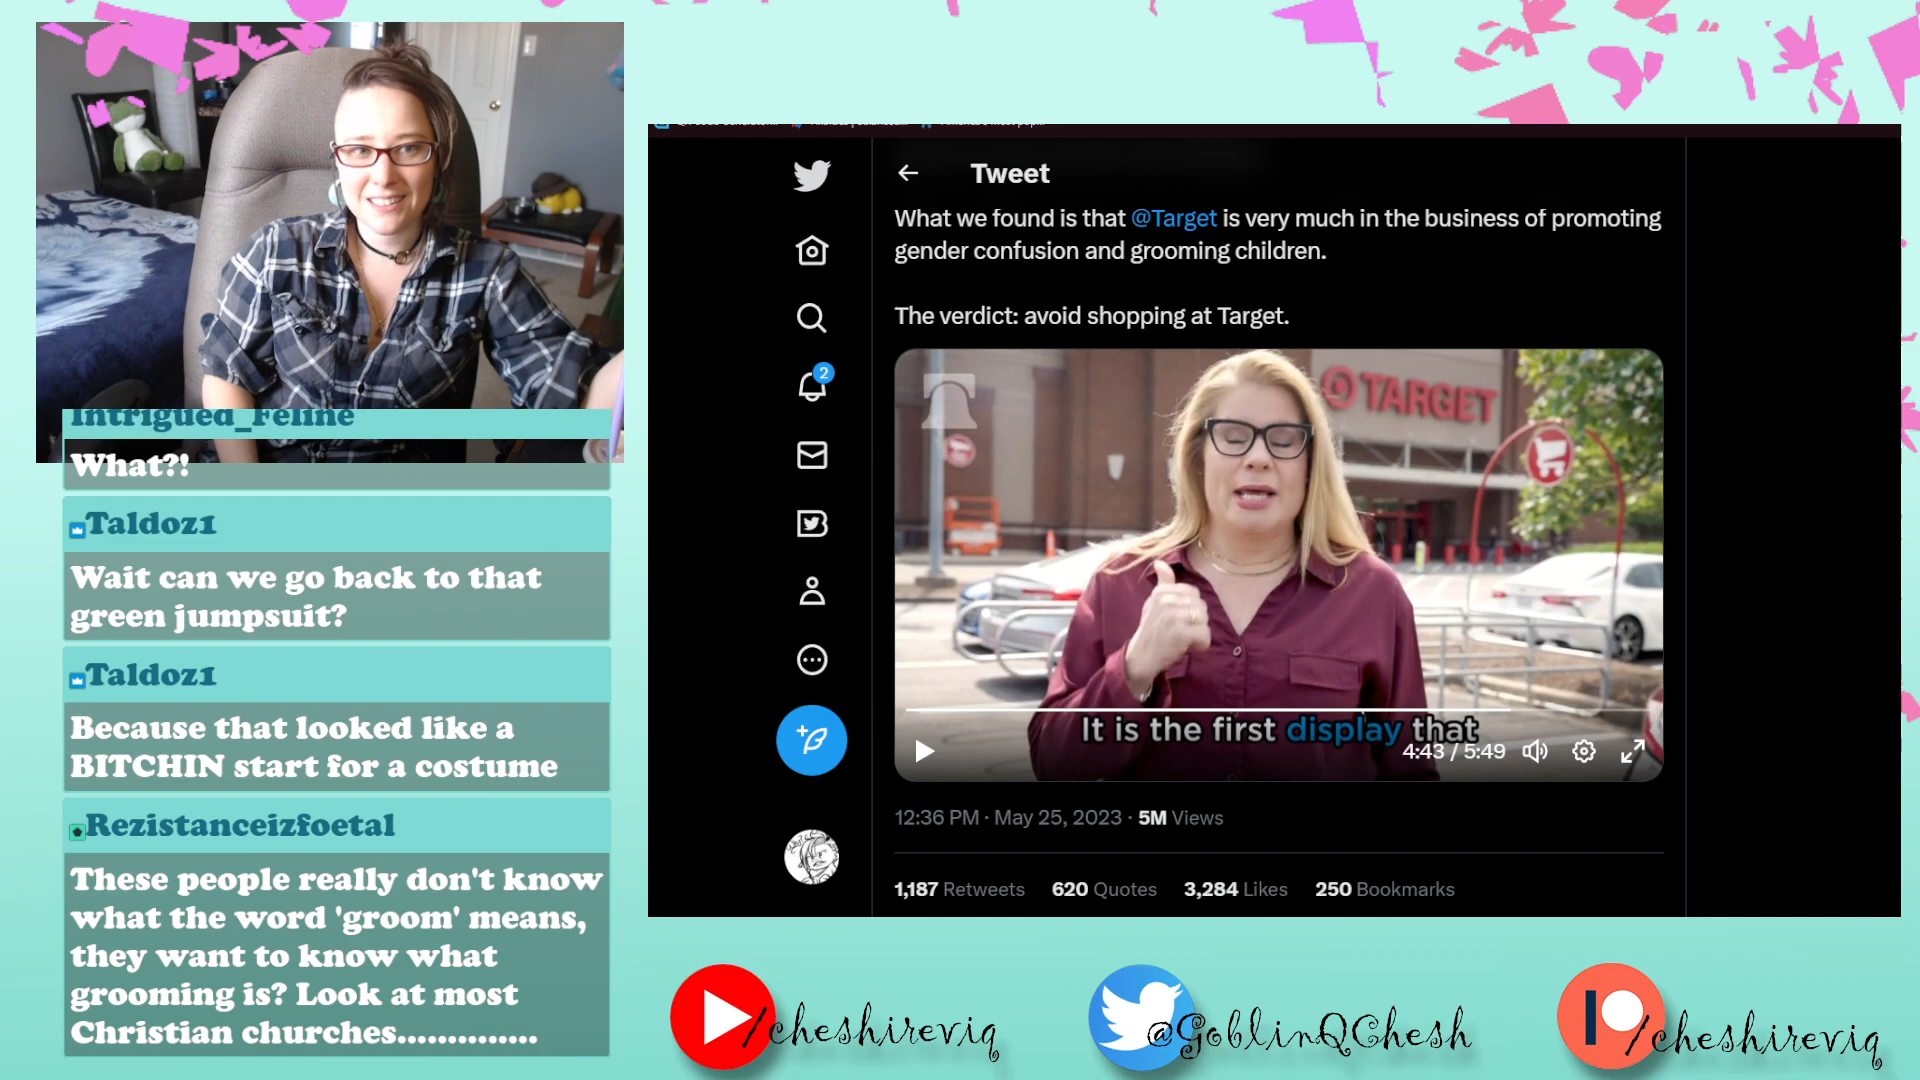 Tweet
What we found is that @Target is very much in the business of promoting
gender confusion and grooming children.
The verdict: avoid shopping at Target.
2
TARGET
It is the first display that
4:43 / 5:49
12:36 PM · May 25, 2023 · 5M Views
1,187 Retweets 620 Quotes 3,284 Likes 250 Bookmarks
Intrigued_Feline
What?!
Taldoz1
Wait can we go back to that
green jumpsuit?
Taldoz1
Because that looked like a
BITCHIN start for a costume
Rezistanceizfoetal
These people really don't know
what the word 'groom' means,
they want to know what
grooming is? Look at most
Christian churches..............
/cheshireviq
@GoblinQChesh
/cheshireviq